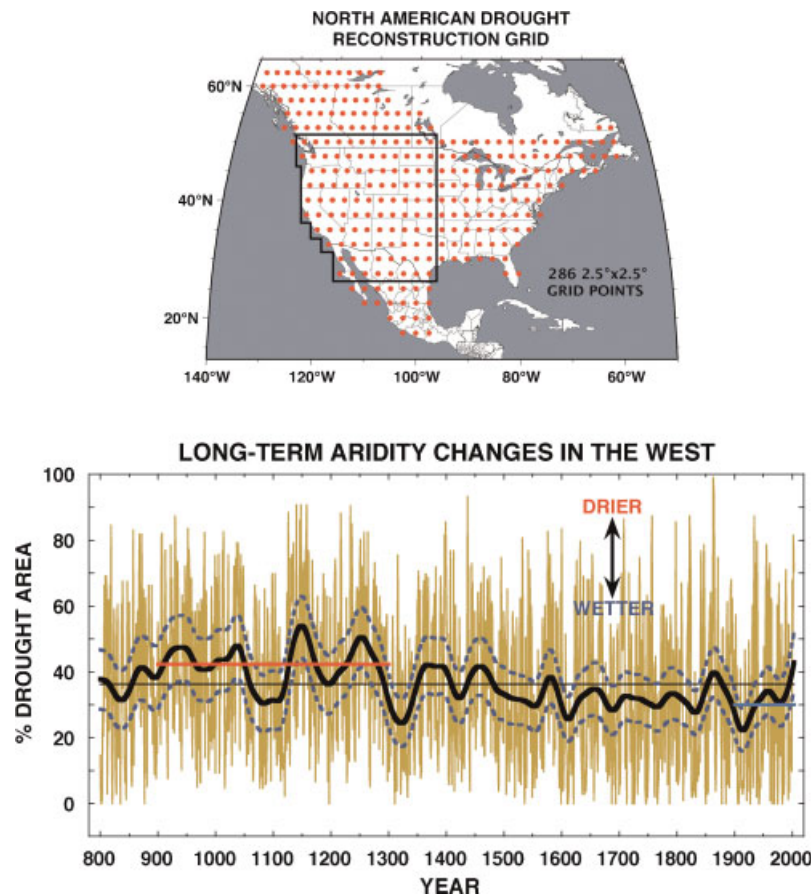 NORTH AMERICAN DROUGHT
RECONSTRUCTION GRID
60°N
40°N
20°N
286 2.5°x2.5°
GRID POINTS
140°W 120°W 100°W 80°W 60°W
LONG-TERM ARIDITY CHANGES IN THE WEST
% DROUGHT AREA
100
80
60
40
20
0
DRIER
WETTER
800 900 1000 1100 1200 1300 1400 1500 1600 1700 1800 1900 2000
YEAR